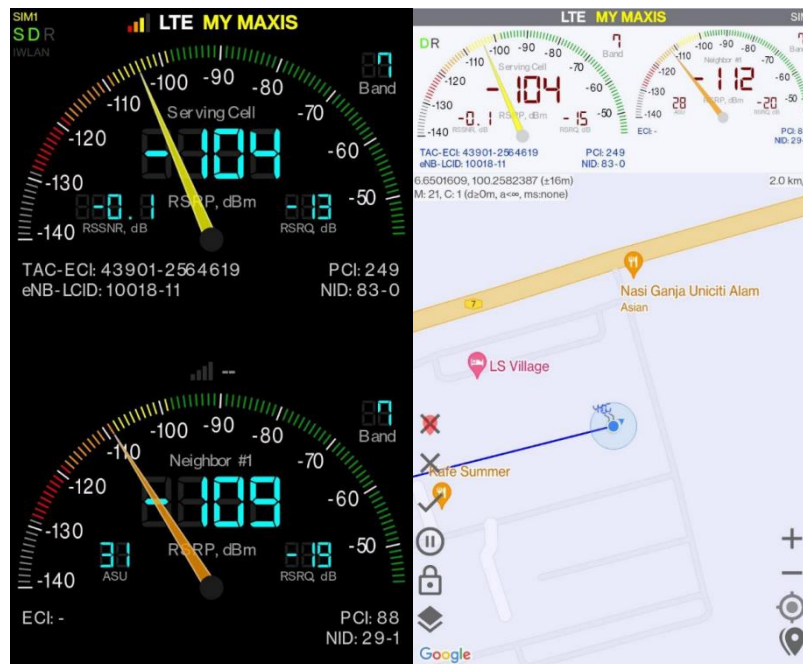 SIM1
LTE MY MAXIS
S D R
IWLAN
-140 -130 -120 -110 -100 -90 -80 -70 -60 -50
7
Band
Serving Cell
-104
RSRP, dBm
-0.1
RSSNR, dB
-13
RSRQ, dB
TAC-ECI: 43901-2564619
PCI: 249
eNB-LCID: 10018-11
NID: 83-0
--
-140 -130 -120 -110 -100 -90 -80 -70 -60 -50
7
Band
Neighbor #1
-109
RSRP, dBm
31
ASU
-19
RSRQ, dB
ECI: -
PCI: 88
NID: 29-1
LTE MY MAXIS
SIM
D R
-140 -130 -120 -110 -100 -90 -80 -70 -60 -50
7
Band
Serving Cell
-104
RSRP, dBm
-0.1
RSSNR, dB
-15
RSRQ, dB
TAC-ECI: 43901-2564619
PCI: 249
eNB-LCID: 10018-11
NID: 83-0
-140 -130 -120 -110 -100 -90 -80 -70 -60 -50
7
Neighbor #1
-112
RSRP, dBm
28
ASU
-20
RSRQ, dB
ECI: -
PCI: 8
NID: 29-
6.6501609, 100.2582387 (±16m)
2.0 km,
M: 21, C: 1 (d≥0m, a<∞, ms:none)
7
Nasi Ganja Uniciti Alam
Asian
LS Village
Kafe Summer
Google